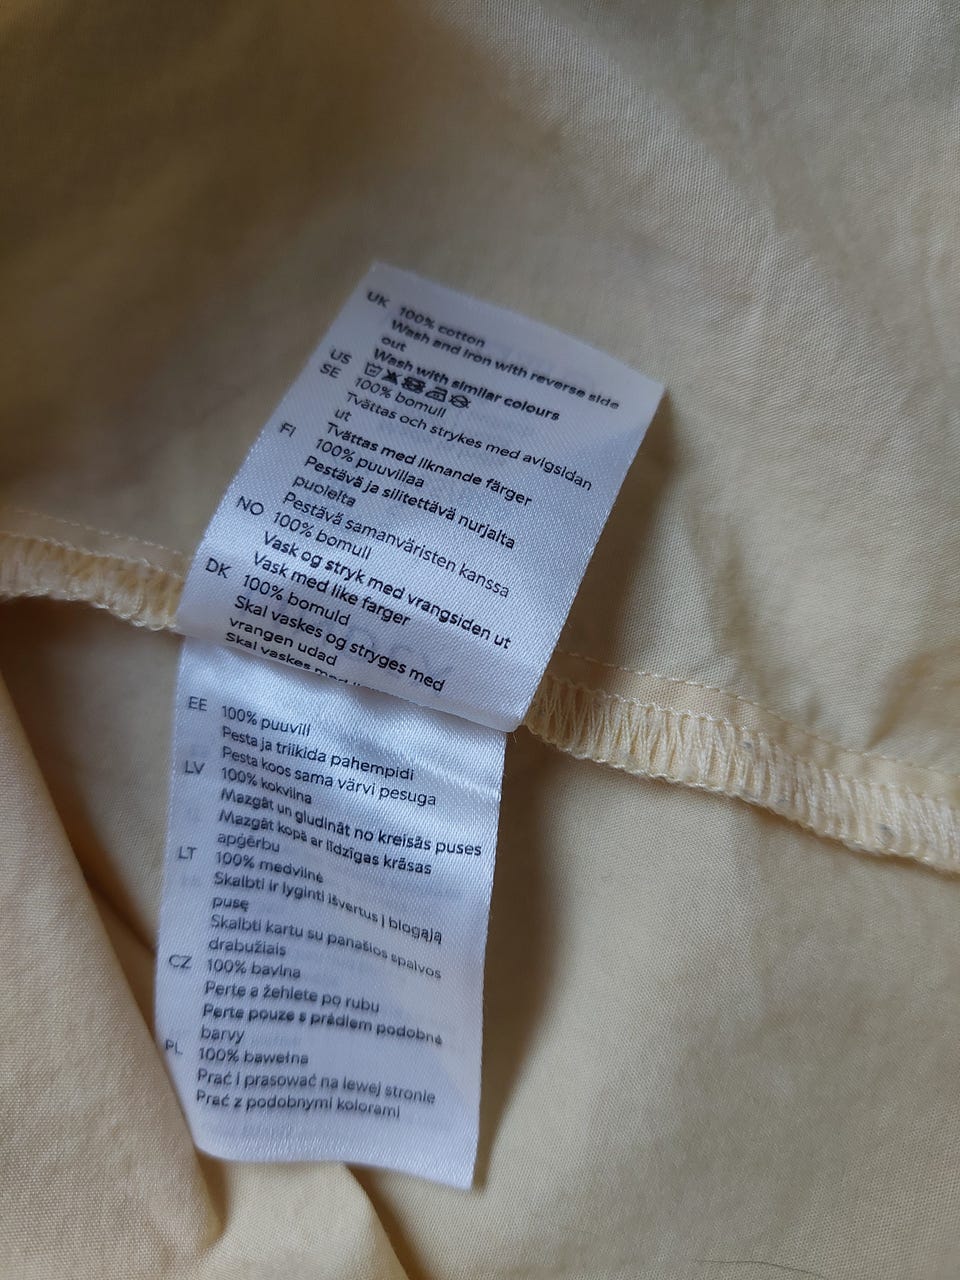 UK 100% cotton
Wash and iron with reverse side
out
Wash with similar colours
US
SE 100% bomull
Tvättas och strykes med avigsidan
ut
Tvättas med liknande färger
FI 100% puuvillaa
Pestävä ja silitettävä nurjalta
puolelta
Pestävä samanväristen kanssa
NO 100% bomull
Vask og stryk med vrangsiden ut
Vask med like farger
DK 100% bomuld
Skal vaskes og stryges med
vrangen udad
Skal vaskes med
EE 100% puuvill
Pesta ja triikida pahempidi
Pesta koos sama värvi pesuga
LV 100% kokvilna
Mazgāt un gludināt no kreisās puses
Mazgāt kopā ar līdzīgas krāsas
apģērbu
LT 100% medvilnė
Skalbti ir lyginti išvertus į blogąją
pusę
Skalbti kartu su panašios spalvos
drabužiais
CZ 100% bavlna
Perte a žehlete po rubu
Perte pouze s prádlem podobné
barvy
PL 100% bawełna
Prać i prasować na lewej stronie
Prać z podobnymi kolorami